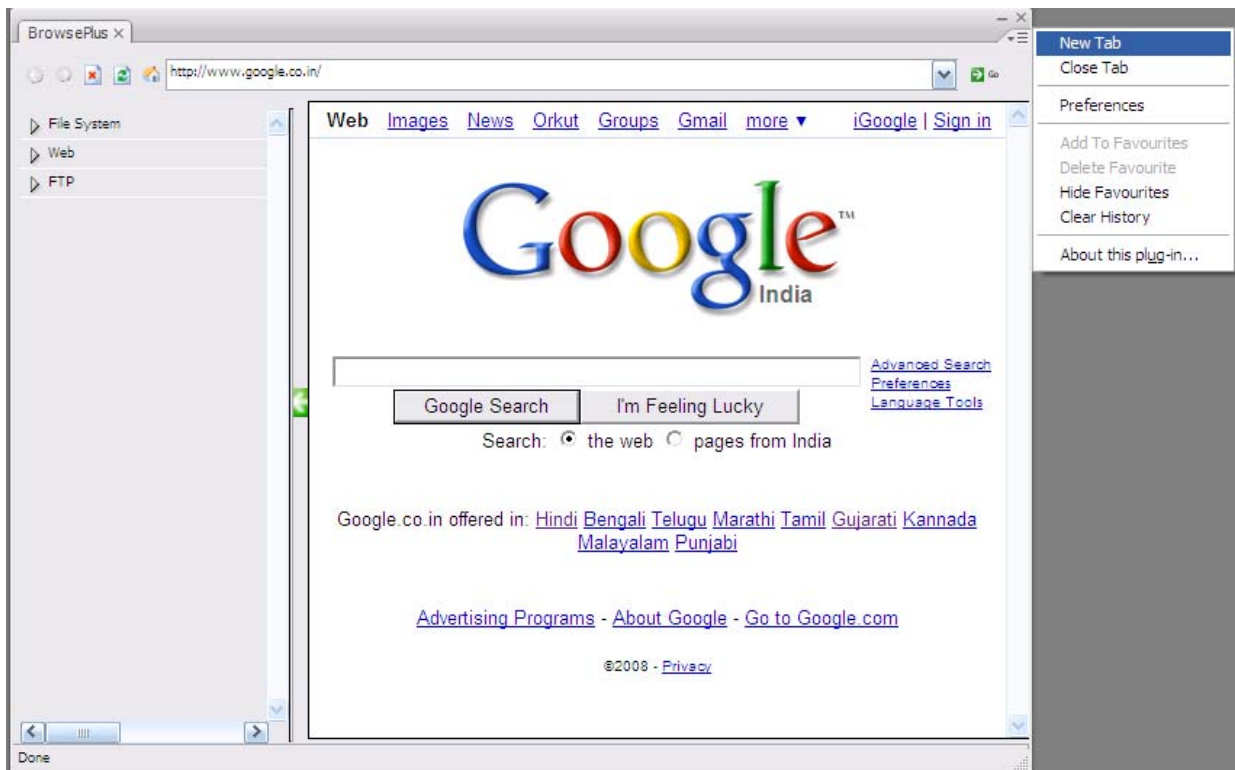 BrowsePlus
http://www.google.co.in/
Go
File System
Web
FTP
Web Images News Orkut Groups Gmail more ▼ iGoogle | Sign in
Google™
India
Advanced Search
Preferences
Language Tools
Google Search I'm Feeling Lucky
Search: the web pages from India
Google.co.in offered in: Hindi Bengali Telugu Marathi Tamil Gujarati Kannada
Malayalam Punjabi
Advertising Programs - About Google - Go to Google.com
©2008 - Privacy
Done
New Tab
Close Tab
Preferences
Add To Favourites
Delete Favourite
Hide Favourites
Clear History
About this plug-in...